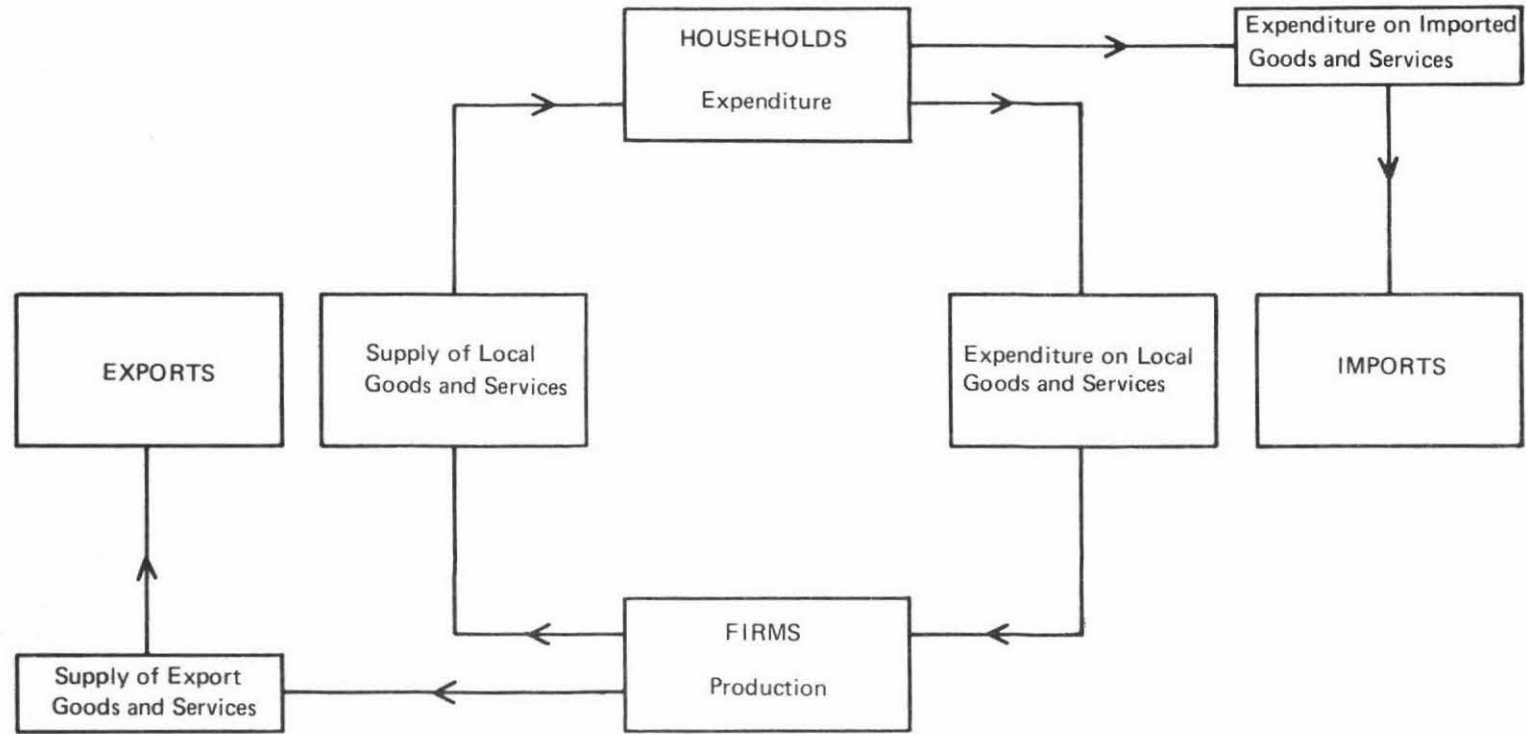 HOUSEHOLDS
Expenditure
Expenditure on Imported
Goods and Services
EXPORTS
Supply of Local
Goods and Services
Expenditure on Local
Goods and Services
IMPORTS
FIRMS
Production
Supply of Export
Goods and Services